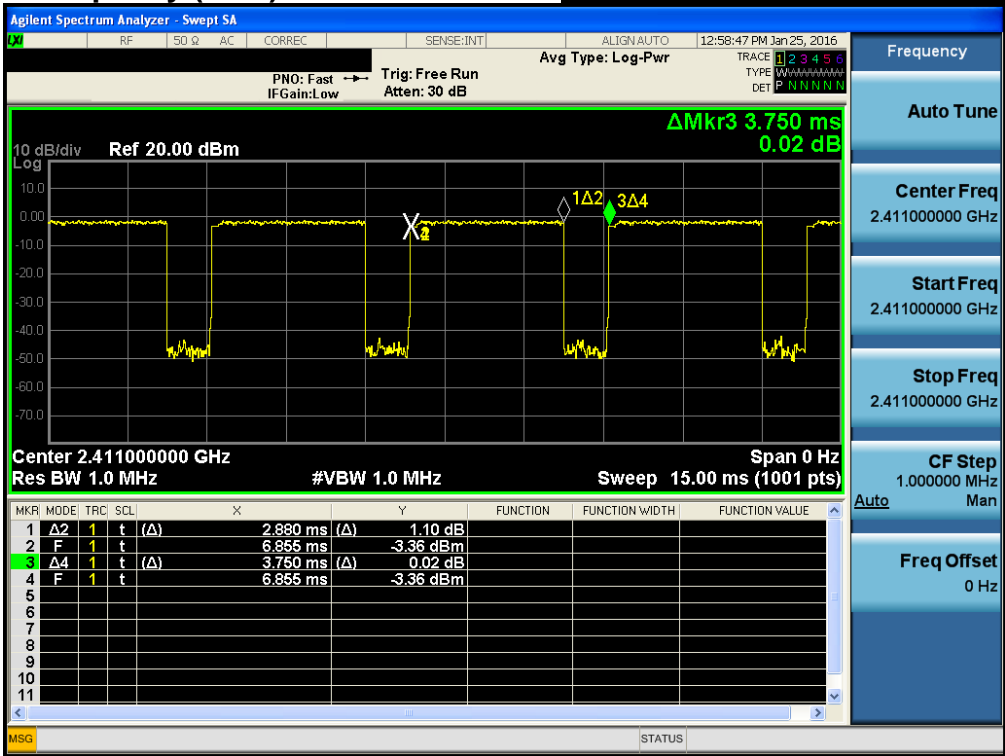 Agilent Spectrum Analyzer - Swept SA
LXI RF 50 Ω AC CORREC SENSE:INT ALIGN AUTO 12:58:47 PM Jan 25, 2016
Frequency
Avg Type: Log-Pwr
TRACE 1 2 3 4 5 6
PNO: Fast Trig: Free Run
TYPE WWWWWWW
IFGain:Low Atten: 30 dB
DET P N N N N N
Auto Tune
ΔMkr3 3.750 ms
0.02 dB
10 dB/div Ref 20.00 dBm
Log
10.0
0.00
-10.0
-20.0
-30.0
-40.0
-50.0
-60.0
-70.0
1Δ2 3Δ4
Center Freq
2.411000000 GHz
Start Freq
2.411000000 GHz
Stop Freq
2.411000000 GHz
Center 2.411000000 GHz Span 0 Hz
Res BW 1.0 MHz #VBW 1.0 MHz Sweep 15.00 ms (1001 pts)
CF Step
1.000000 MHz
Auto Man
MKR MODE TRC SCL X Y FUNCTION FUNCTION WIDTH FUNCTION VALUE
1 Δ2 1 t (Δ) 2.880 ms (Δ) 1.10 dB
2 F 1 t 6.855 ms -3.36 dBm
3 Δ4 1 t (Δ) 3.750 ms (Δ) 0.02 dB
4 F 1 t 6.855 ms -3.36 dBm
5
6
7
8
9
10
11
Freq Offset
0 Hz
MSG STATUS